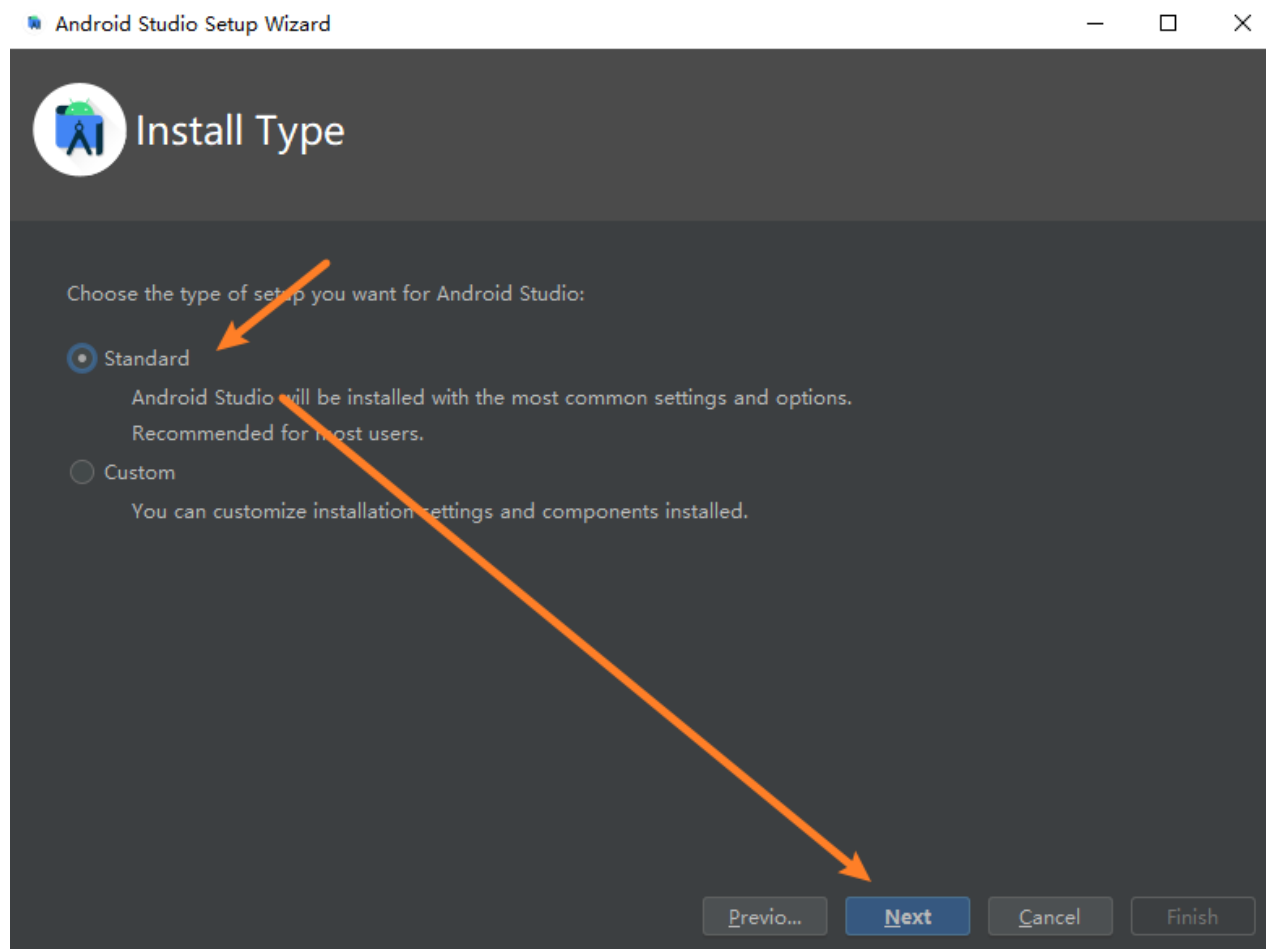 Android Studio Setup Wizard
Install Type
Choose the type of setup you want for Android Studio:
Standard
Android Studio will be installed with the most common settings and options.
Recommended for most users.
Custom
You can customize installation settings and components installed.
Previo...
Next
Cancel
Finish